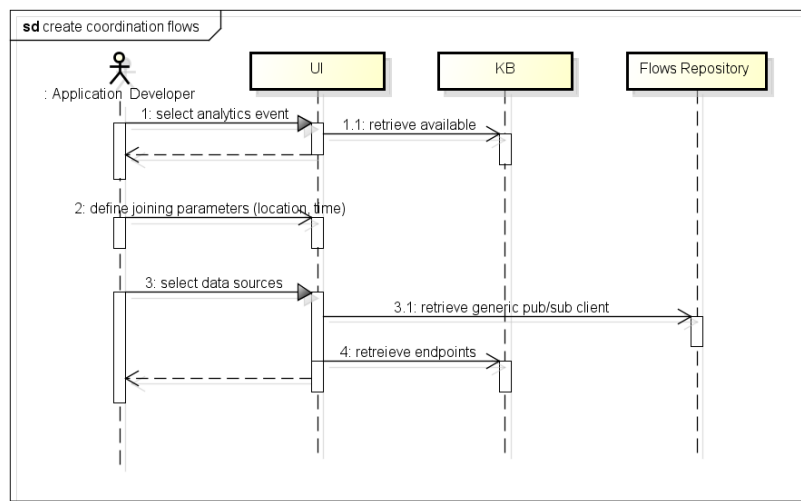 sd create coordination flows
UI
KB
Flows Repository
: Application Developer
1: select analytics event
1.1: retrieve available
2: define joining parameters (location, time)
3: select data sources
3.1: retrieve generic pub/sub client
4: retreieve endpoints